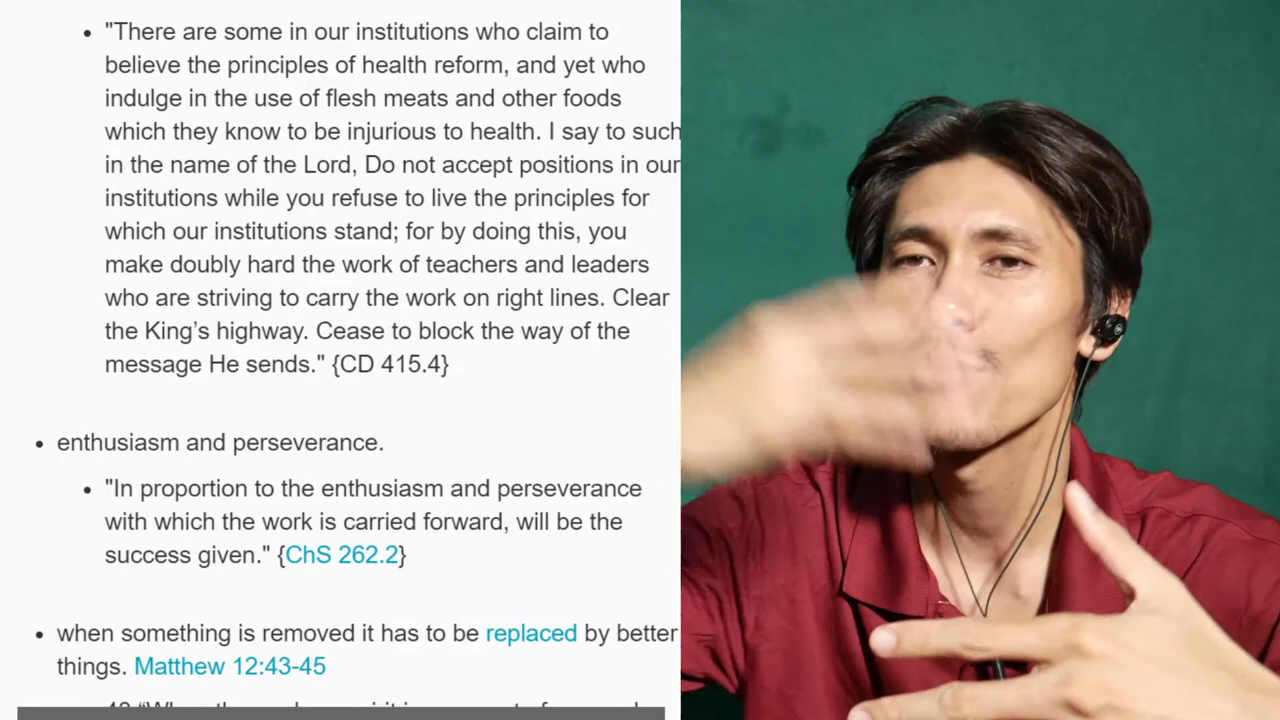 "There are some in our institutions who claim to
believe the principles of health reform, and yet who
indulge in the use of flesh meats and other foods
which they know to be injurious to health. I say to such
in the name of the Lord, Do not accept positions in our
institutions while you refuse to live the principles for
which our institutions stand; for by doing this, you
make doubly hard the work of teachers and leaders
who are striving to carry the work on right lines. Clear
the King’s highway. Cease to block the way of the
message He sends." {CD 415.4}
enthusiasm and perseverance.
"In proportion to the enthusiasm and perseverance
with which the work is carried forward, will be the
success given." {ChS 262.2}
when something is removed it has to be replaced by better
things. Matthew 12:43-45